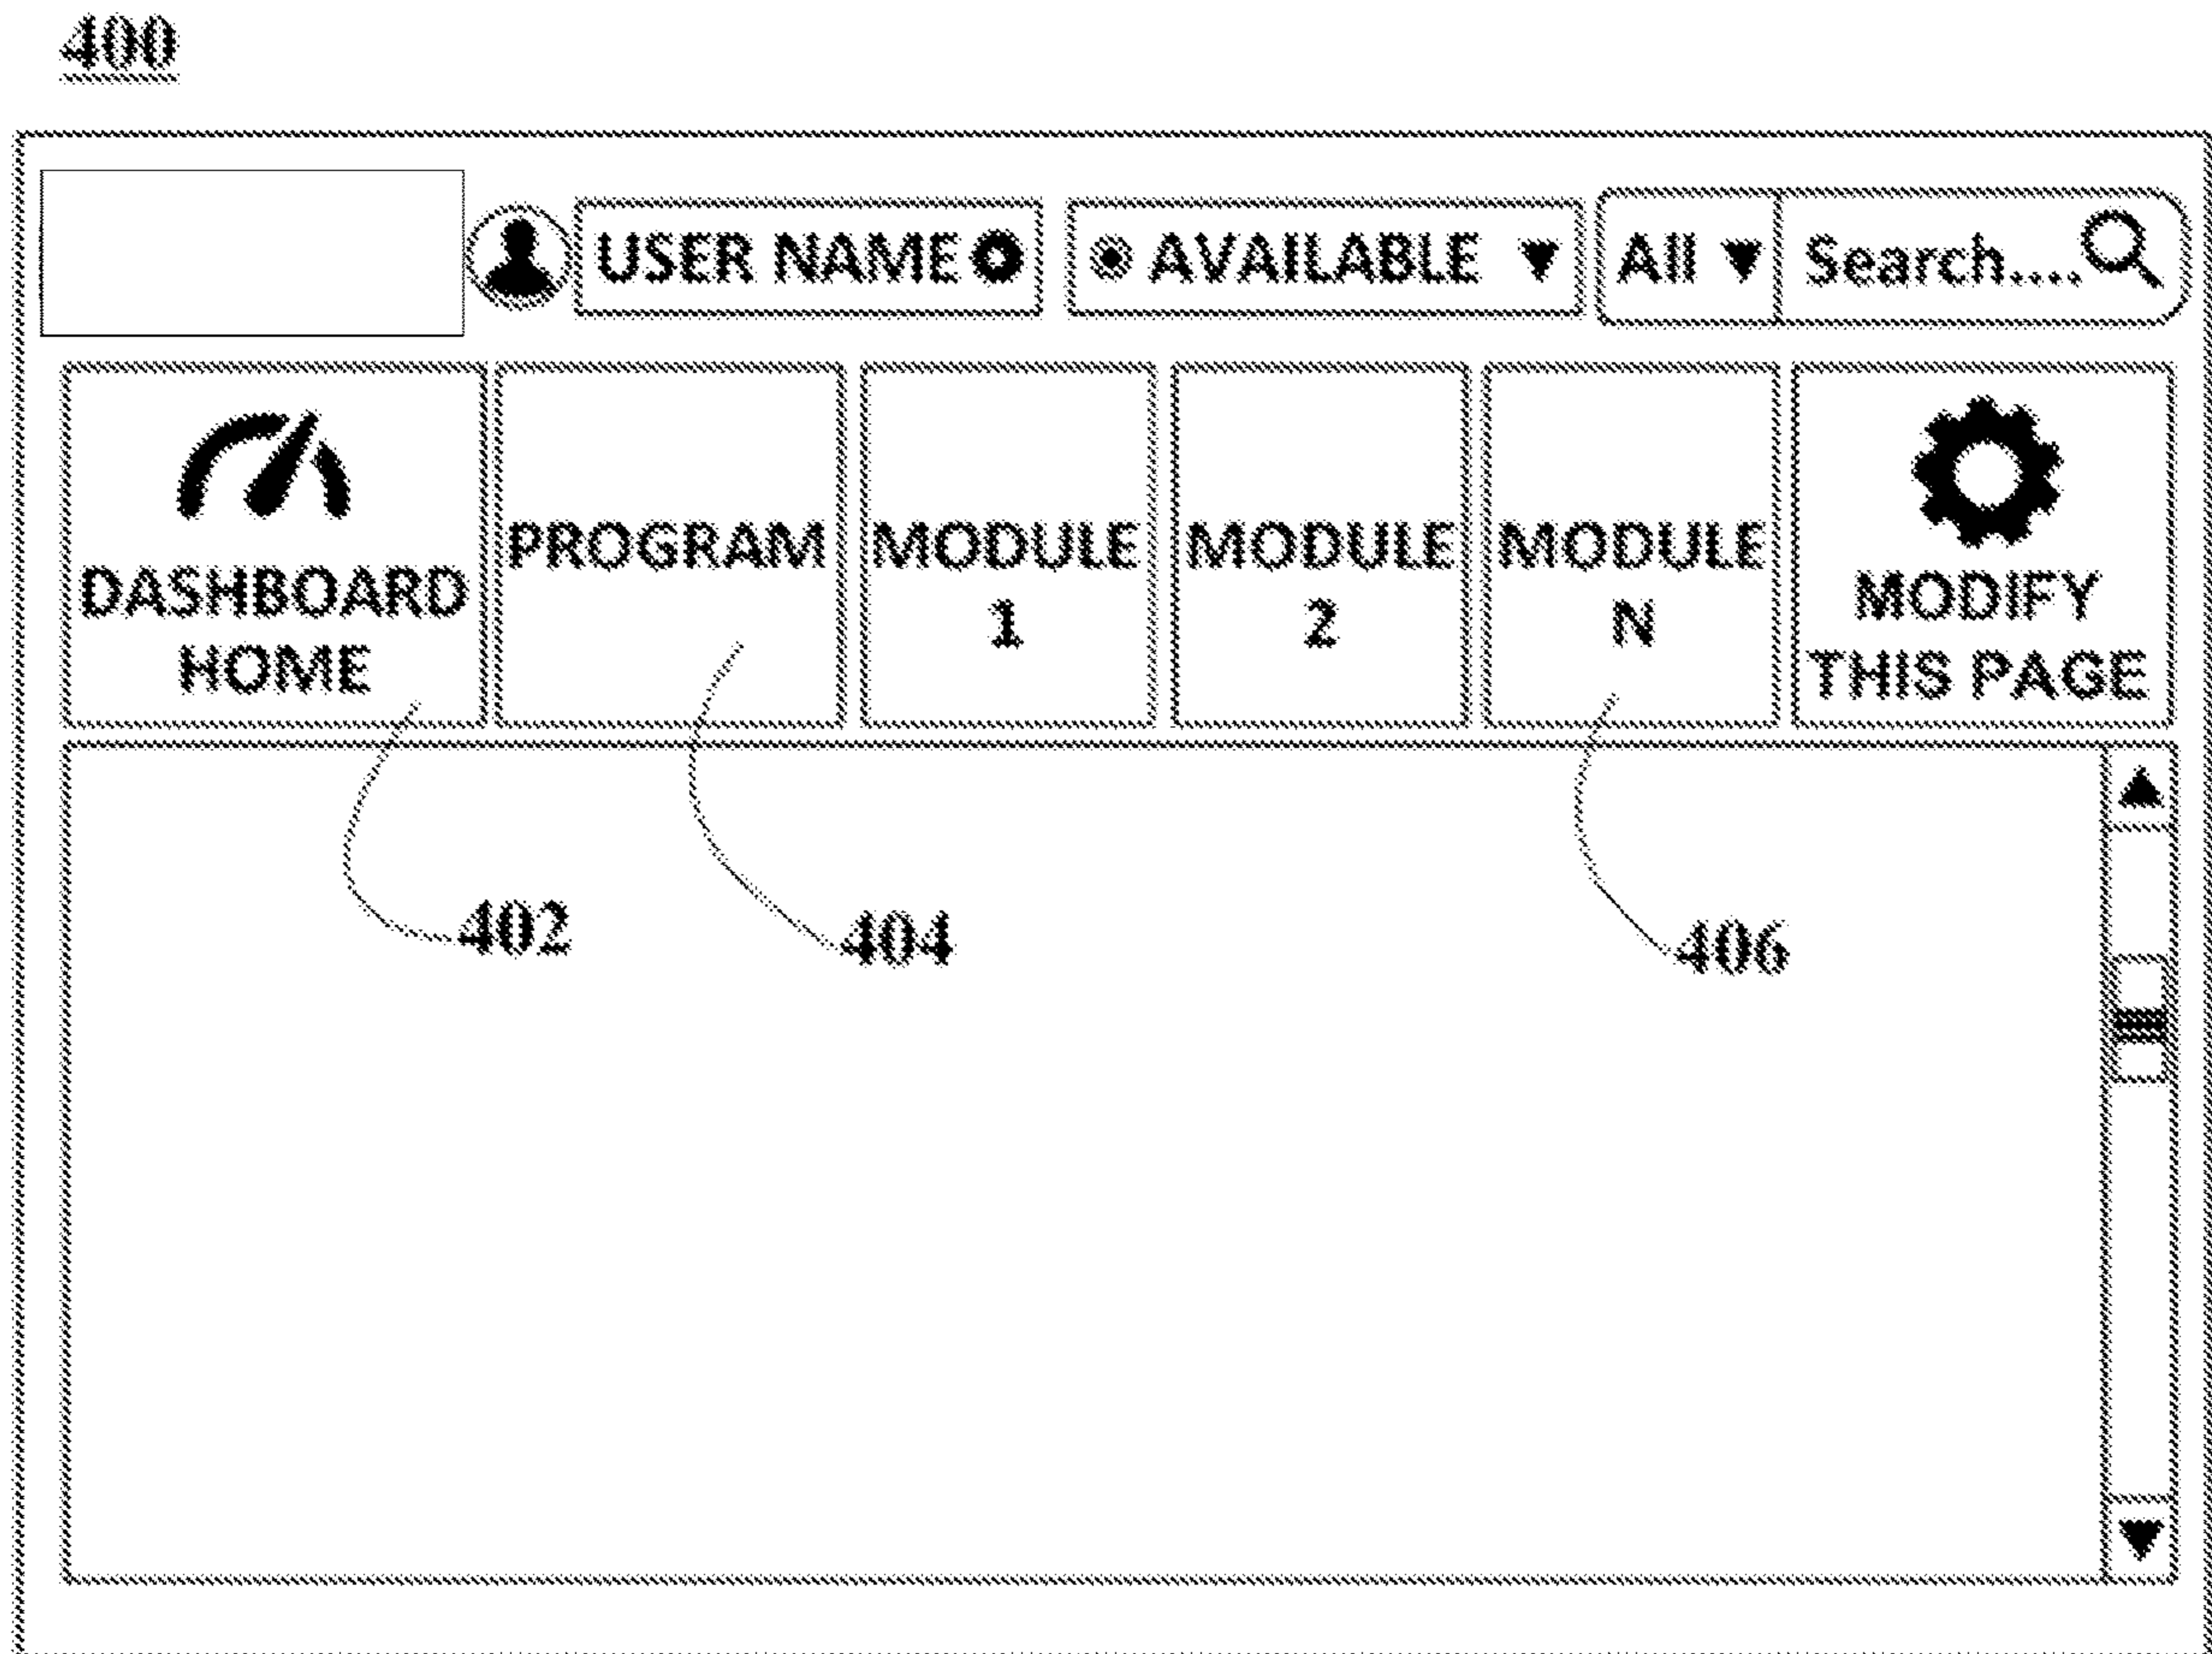 400
USER NAME
AVAILABLE
All
Search....
DASHBOARD
HOME
PROGRAM
MODULE
1
MODULE
2
MODULE
N
MODIFY
THIS PAGE
402
404
406